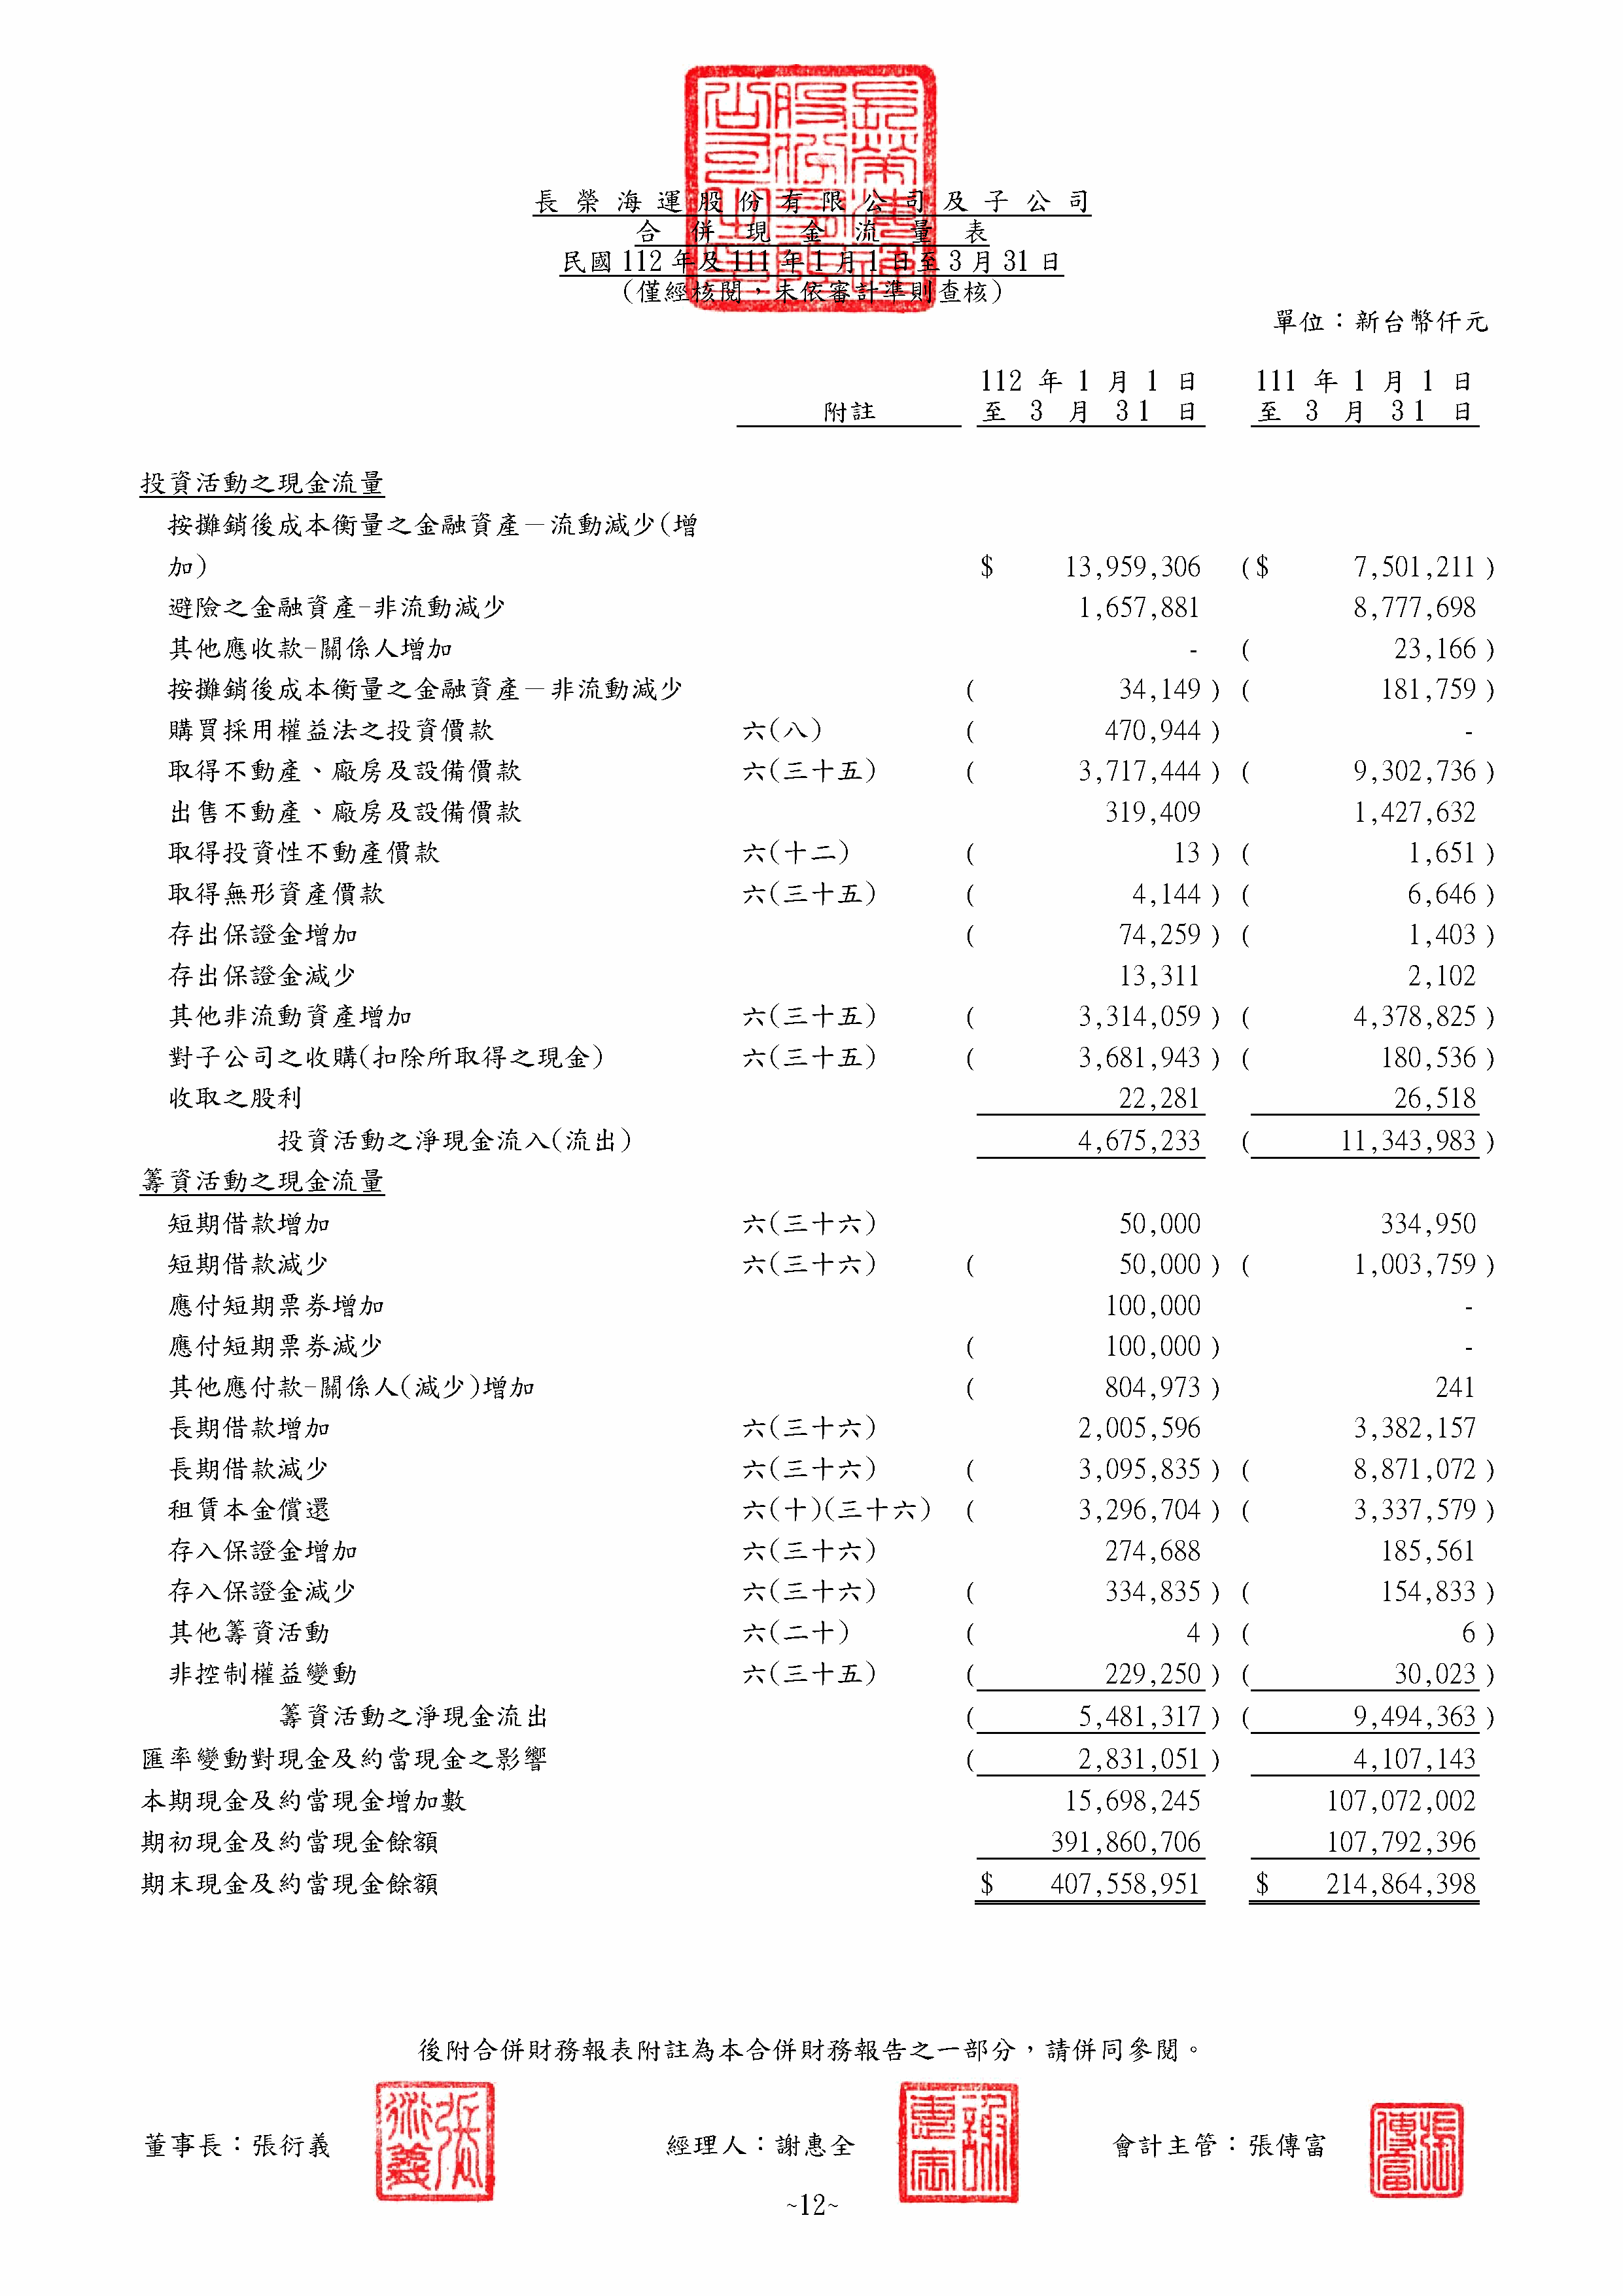 長榮海運股份有限公司及子公司
合併現金流量表
民國 112 年及 111 年 1 月 1 日至 3 月 31 日
(僅經核閱，未依審計準則查核)
單位：新台幣仟元
112 年 1 月 1 日 111 年 1 月 1 日
附註 至 3 月 31 日 至 3 月 31 日
投資活動之現金流量
按攤銷後成本衡量之金融資產－流動減少(增
加) $ 13,959,306 ($ 7,501,211)
避險之金融資產-非流動減少 1,657,881 8,777,698
其他應收款-關係人增加 - ( 23,166)
按攤銷後成本衡量之金融資產－非流動減少 ( 34,149) ( 181,759)
購買採用權益法之投資價款 六(八) ( 470,944) -
取得不動產、廠房及設備價款 六(三十五) ( 3,717,444) ( 9,302,736)
出售不動產、廠房及設備價款 319,409 1,427,632
取得投資性不動產價款 六(十二) ( 13) ( 1,651)
取得無形資產價款 六(三十五) ( 4,144) ( 6,646)
存出保證金增加 ( 74,259) ( 1,403)
存出保證金減少 13,311 2,102
其他非流動資產增加 六(三十五) ( 3,314,059) ( 4,378,825)
對子公司之收購(扣除所取得之現金) 六(三十五) ( 3,681,943) ( 180,536)
收取之股利 22,281 26,518
投資活動之淨現金流入(流出) 4,675,233 ( 11,343,983)
籌資活動之現金流量
短期借款增加 六(三十六) 50,000 334,950
短期借款減少 六(三十六) ( 50,000) ( 1,003,759)
應付短期票券增加 100,000 -
應付短期票券減少 ( 100,000) -
其他應付款-關係人(減少)增加 ( 804,973) 241
長期借款增加 六(三十六) 2,005,596 3,382,157
長期借款減少 六(三十六) ( 3,095,835) ( 8,871,072)
租賃本金償還 六(十)(三十六) ( 3,296,704) ( 3,337,579)
存入保證金增加 六(三十六) 274,688 185,561
存入保證金減少 六(三十六) ( 334,835) ( 154,833)
其他籌資活動 六(二十) ( 4) ( 6)
非控制權益變動 六(三十五) ( 229,250) ( 30,023)
籌資活動之淨現金流出 ( 5,481,317) ( 9,494,363)
匯率變動對現金及約當現金之影響 ( 2,831,051) 4,107,143
本期現金及約當現金增加數 15,698,245 107,072,002
期初現金及約當現金餘額 391,860,706 107,792,396
期末現金及約當現金餘額 $ 407,558,951 $ 214,864,398
後附合併財務報表附註為本合併財務報告之一部分，請併同參閱。
董事長：張衍義 經理人：謝惠全 會計主管：張傳富
~12~